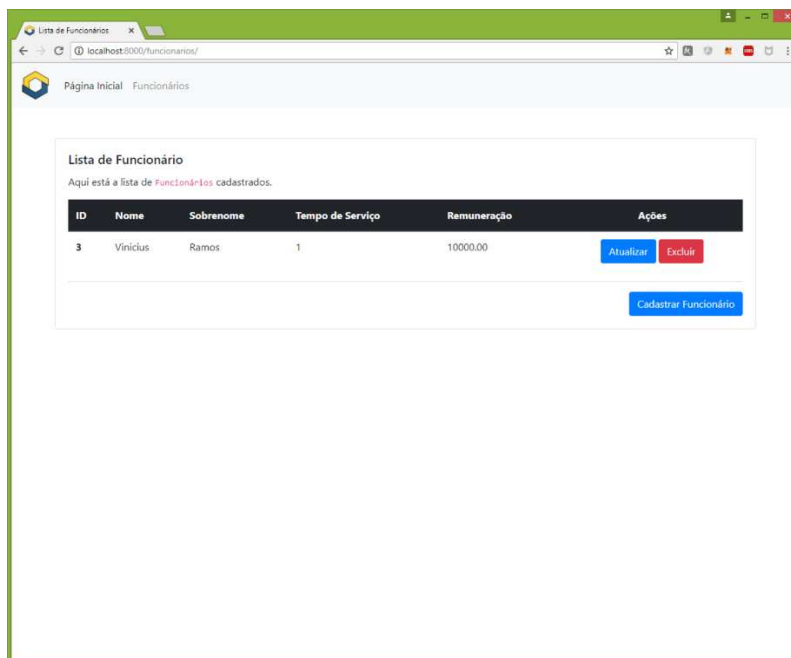 Lista de Funcionários
localhost:8000/funcionarios/
Página Inicial Funcionários
Lista de Funcionário
Aqui está a lista de Funcionários cadastrados.
ID Nome Sobrenome Tempo de Serviço Remuneração Ações
3 Vinicius Ramos 1 10000.00 Atualizar Excluir
Cadastrar Funcionário